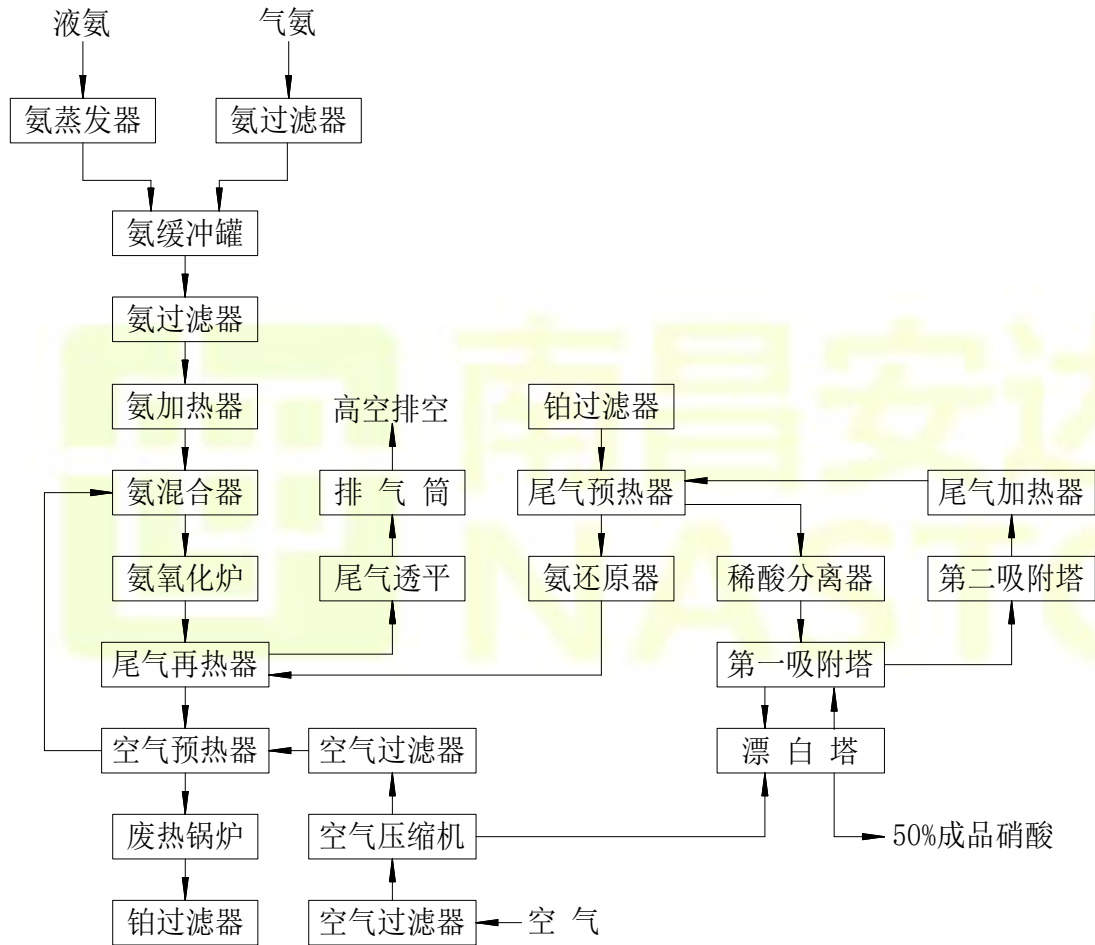 液氨
气氨
氨蒸发器
氨过滤器
氨缓冲罐
氨过滤器
氨加热器
高空排空
铂过滤器
氨混合器
排 气 筒
尾气预热器
尾气加热器
氨氧化炉
尾气透平
氨还原器
稀酸分离器
第二吸附塔
尾气再热器
第一吸附塔
空气预热器
空气过滤器
漂 白 塔
废热锅炉
空气压缩机
50%成品硝酸
铂过滤器
空气过滤器
空 气
南昌安达
NASTO